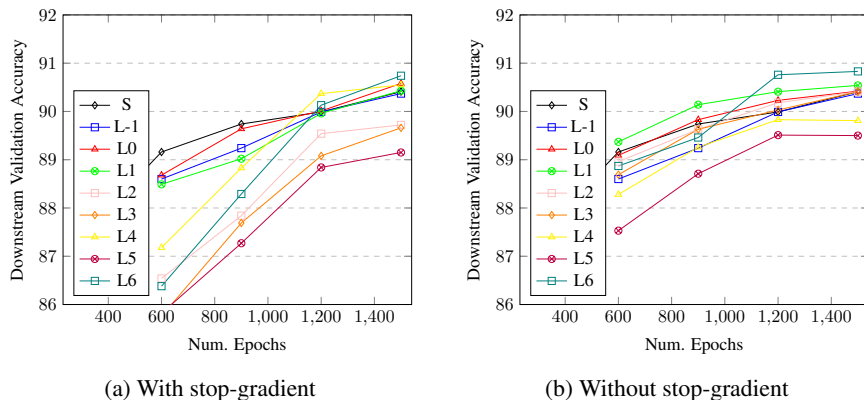 92
91
90
89
88
87
86
Downstream Validation Accuracy
S
L-1
L0
L1
L2
L3
L4
L5
L6
400 600 800 1,000 1,200 1,400
Num. Epochs
(a) With stop-gradient
92
91
90
89
88
87
86
Downstream Validation Accuracy
S
L-1
L0
L1
L2
L3
L4
L5
L6
400 600 800 1,000 1,200 1,400
Num. Epochs
(b) Without stop-gradient